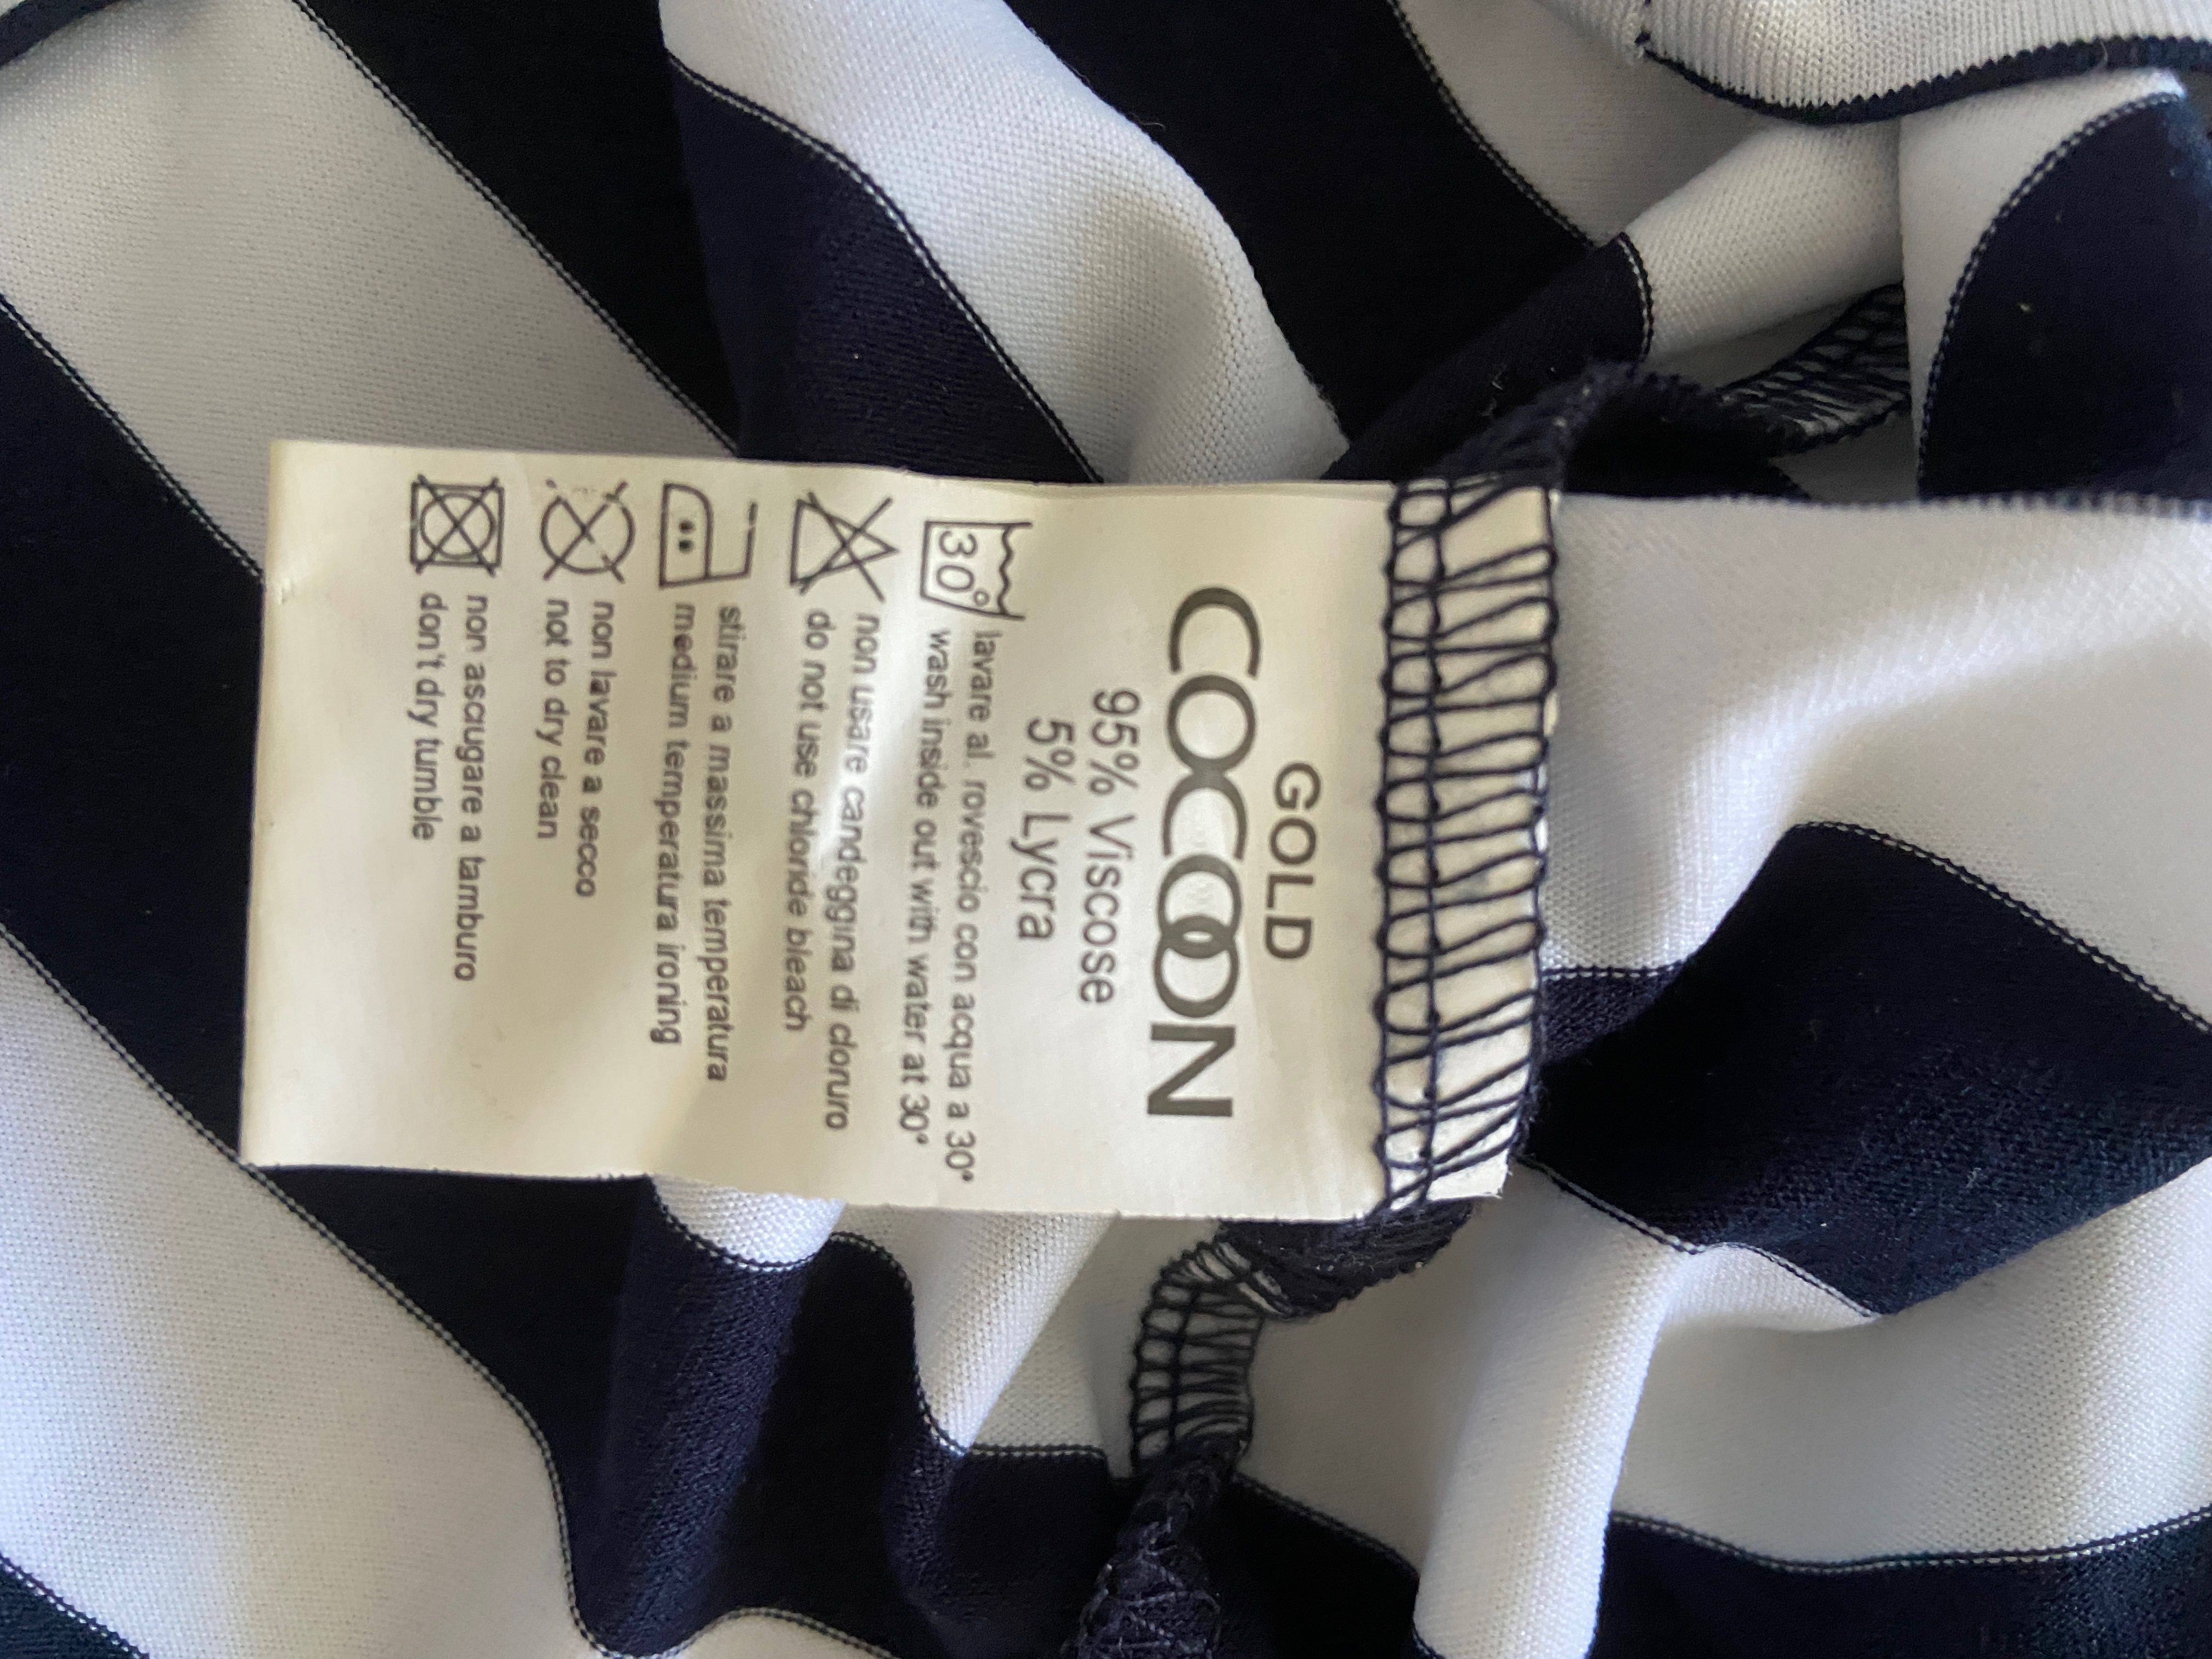 GOLD
COCOON
95% Viscose
5% Lycra
30°
lavare al. rovescio con acqua a 30°
wash inside out with water at 30°
non usare candeggina di cloruro
do not use chloride bleach
stirare a massima temperatura
medium temperatura ironing
non lavare a secco
not to dry clean
non asciugare a tamburo
don't dry tumble